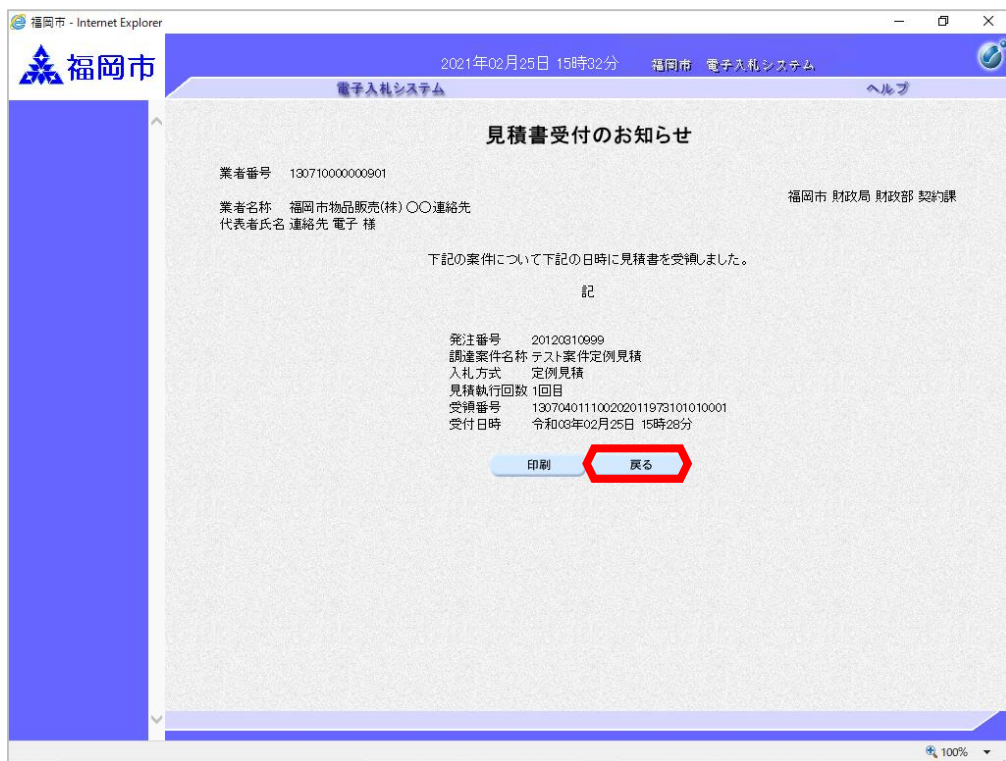 福岡市 - Internet Explorer
福岡市
2021年02月25日 15時32分 福岡市 電子入札システム
電子入札システム ヘルプ
見積書受付のお知らせ
業者番号 130710000000901
福岡市 財政局 財政部 契約課
業者名称 福岡市物品販売(株) 〇〇連絡先
代表者氏名 連絡先 電子 様
下記の案件について下記の日時に見積書を受領しました。
記
発注番号 20120310999
調達案件名称 テスト案件定例見積
入札方式 定例見積
見積執行回数 1回目
受領番号 13070401110020201197310101​0001
受付日時 令和03年02月25日 15時28分
印刷 戻る
100%